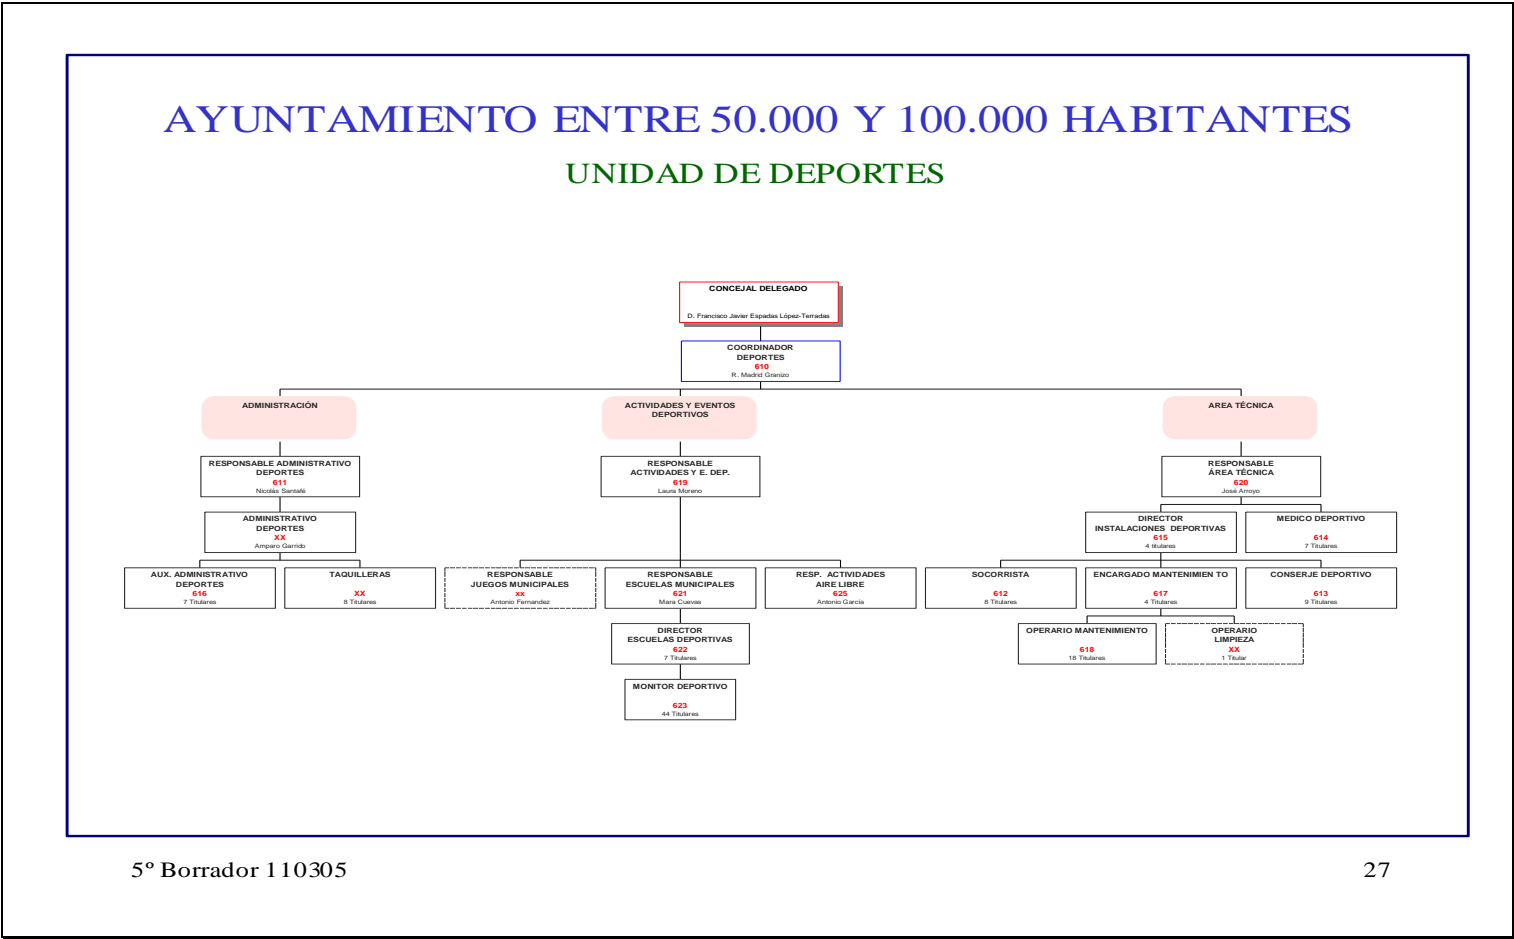 AYUNTAMIENTO ENTRE 50.000 Y 100.000 HABITANTES
UNIDAD DE DEPORTES
CONCEJAL DELEGADO
D. Francisco Javier Espadas López-Terradas
COORDINADOR
DEPORTES
610
R. Madrid Granizo
ADMINISTRACIÓN
ACTIVIDADES Y EVENTOS
DEPORTIVOS
AREA TÉCNICA
RESPONSABLE ADMINISTRATIVO
DEPORTES
611
Nicolás Santafé
RESPONSABLE
ACTIVIDADES Y E. DEP.
619
Laura Moreno
RESPONSABLE
ÁREA TÉCNICA
620
José Arroyo
ADMINISTRATIVO
DEPORTES
XX
Amparo Garrido
DIRECTOR
INSTALACIONES DEPORTIVAS
615
4 titulares
MEDICO DEPORTIVO
614
7 Titulares
AUX. ADMINISTRATIVO
DEPORTES
616
7 Titulares
TAQUILLERAS
XX
8 Titulares
RESPONSABLE
JUEGOS MUNICIPALES
xx
Antonio Fernandez
RESPONSABLE
ESCUELAS MUNICIPALES
621
Mara Cuevas
RESP. ACTIVIDADES
AIRE LIBRE
625
Antonio García
SOCORRISTA
612
8 Titulares
ENCARGADO MANTENIMIEN TO
617
4 Titulares
CONSERJE DEPORTIVO
613
9 Titulares
DIRECTOR
ESCUELAS DEPORTIVAS
622
7 Titulares
OPERARIO MANTENIMIENTO
618
18 Titulares
OPERARIO
LIMPIEZA
XX
1 Titular
MONITOR DEPORTIVO
623
44 Titulares
5º Borrador 110305
27